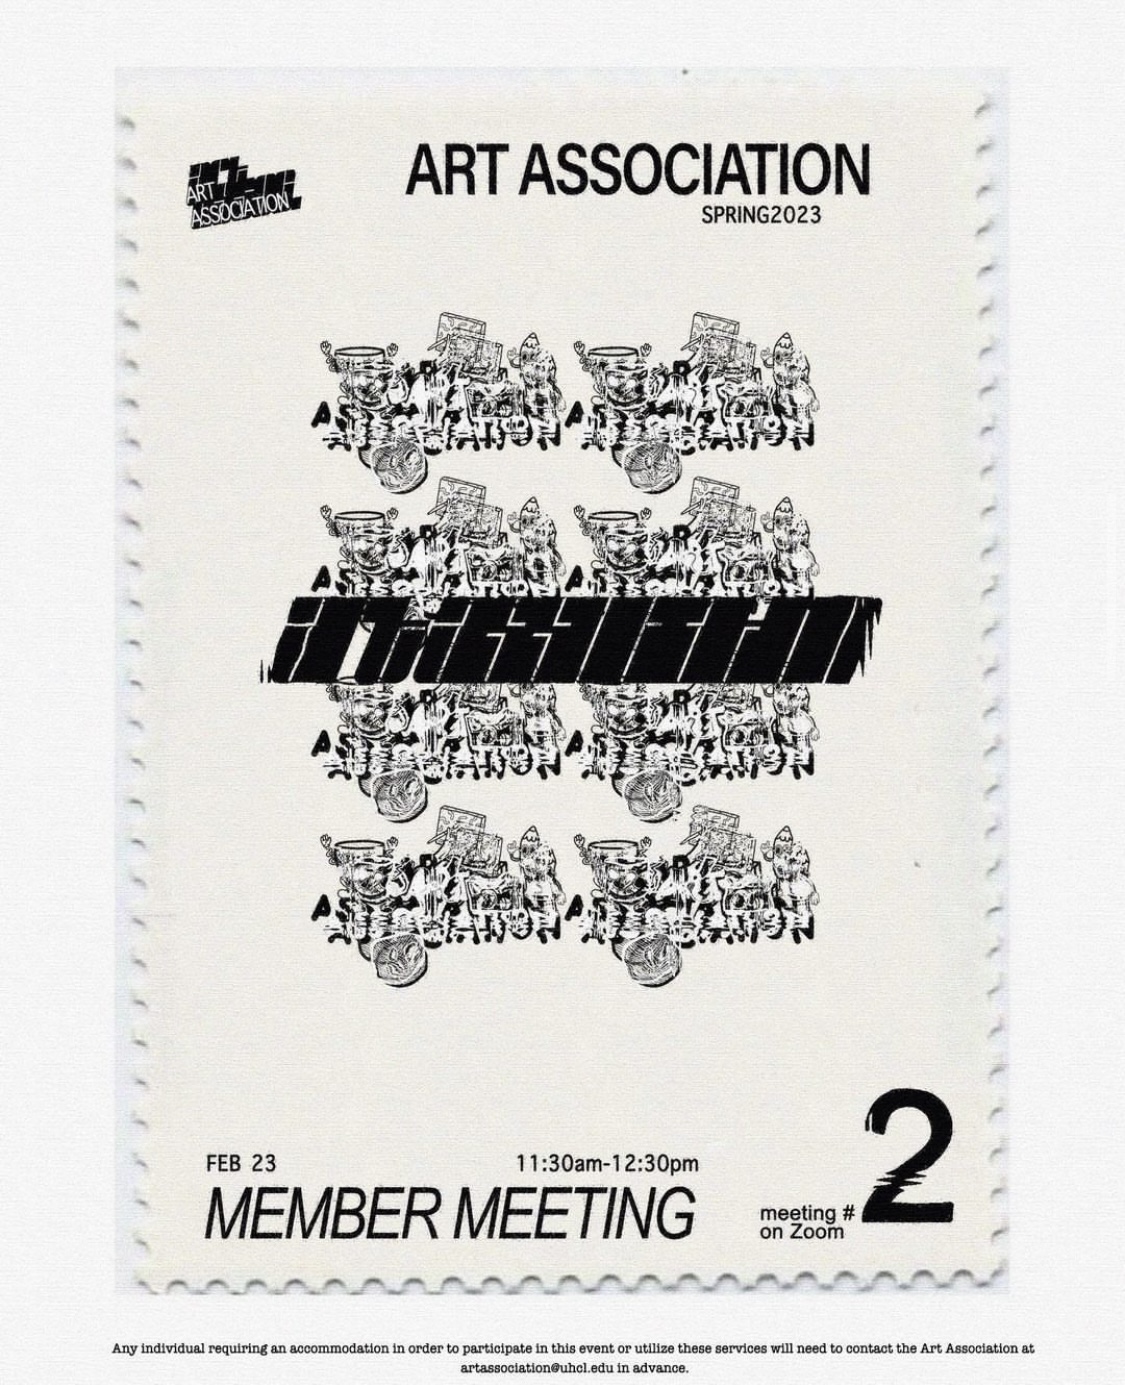 ART
ASSOCIATION
ART ASSOCIATION
SPRING2023
FEB 23
11:30am-12:30pm
MEMBER MEETING
meeting #
on Zoom
2
Any individual requiring an accommodation in order to participate in this event or utilize these services will need to contact the Art Association at
artassociation@uhcl.edu in advance.